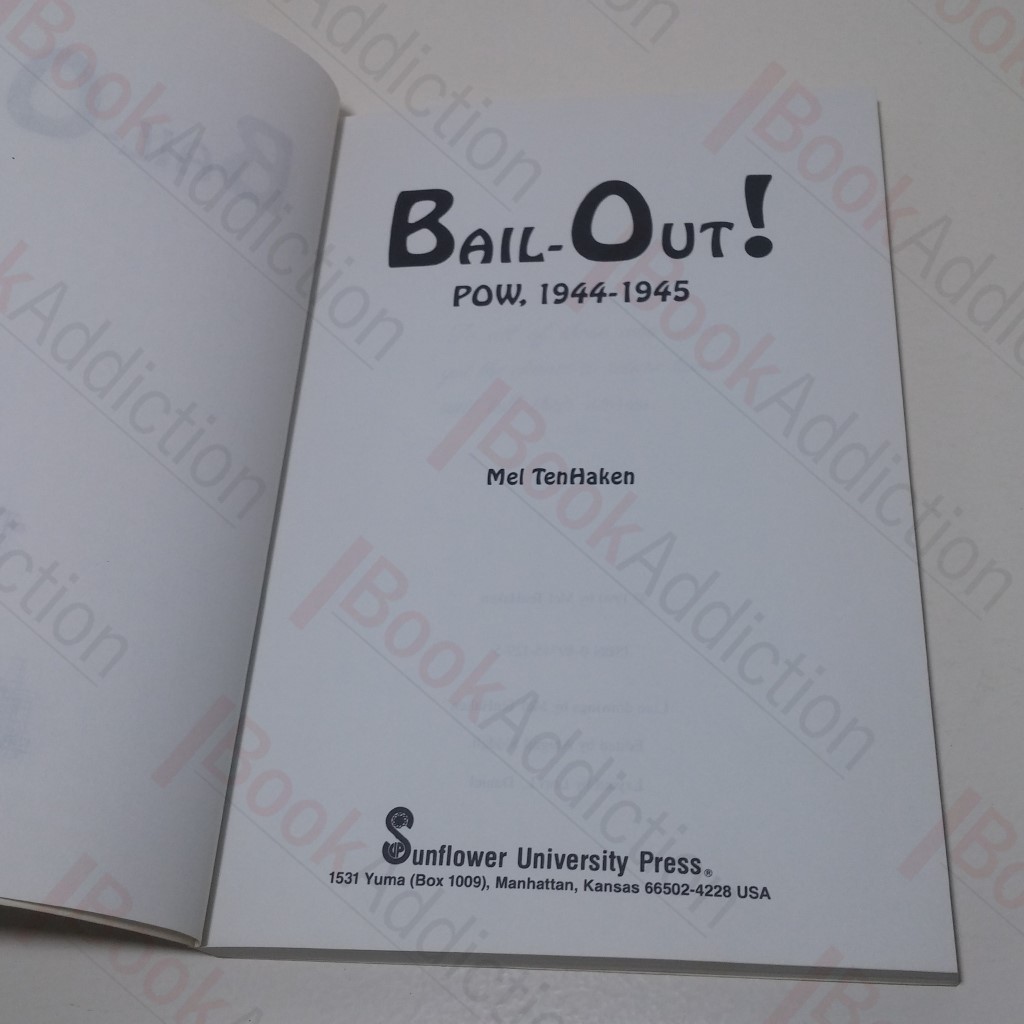 BAIL-OUT!
POW, 1944-1945
Mel TenHaken
Sunflower University Press®
1531 Yuma (Box 1009), Manhattan, Kansas 66502-4228 USA
BookAddiction